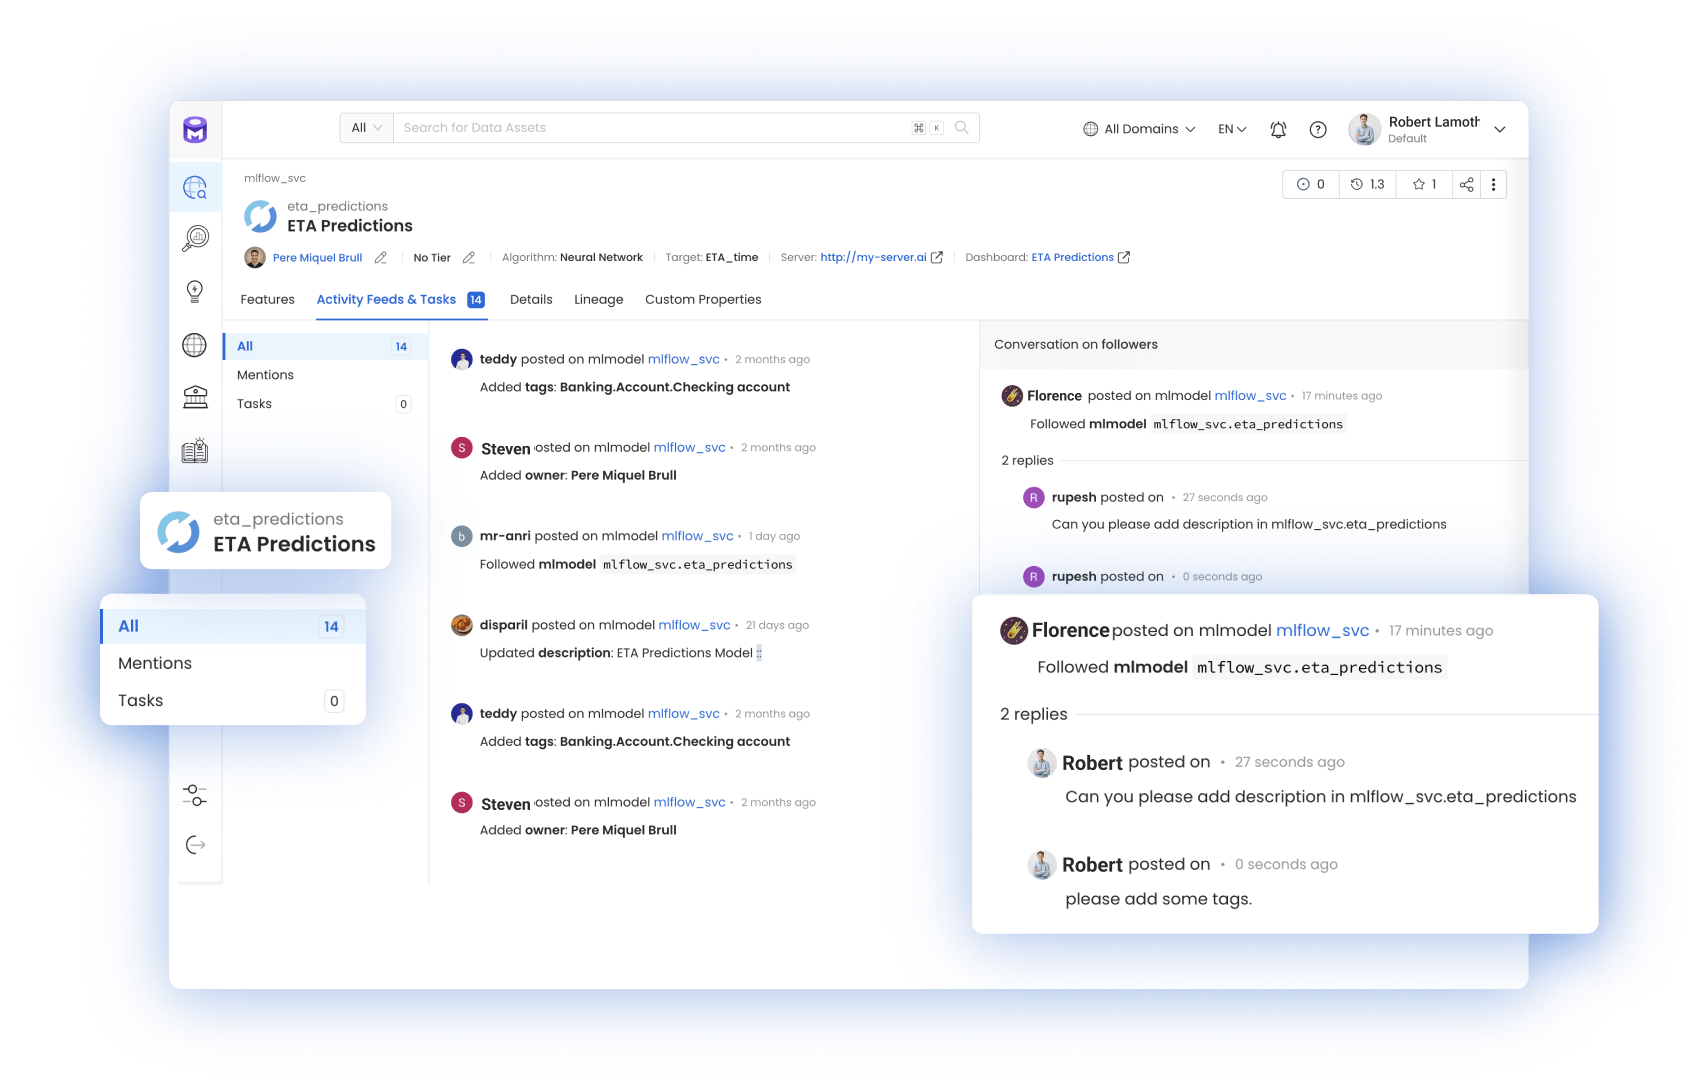 All Search for Data Assets ⌘ K All Domains EN Robert Lamoth
Default
mlflow_svc
0 1.3 1
eta_predictions
ETA Predictions
Pere Miquel Brull No Tier Algorithm: Neural Network Target: ETA_time Server: http://my-server.ai Dashboard: ETA Predictions
Features Activity Feeds & Tasks 14 Details Lineage Custom Properties
All 14
Mentions
Tasks 0
teddy posted on mlmodel mlflow_svc • 2 months ago
Added tags: Banking.Account.Checking account
S Steven osted on mlmodel mlflow_svc • 2 months ago
Added owner: Pere Miquel Brull
b mr-anri posted on mlmodel mlflow_svc • 1 day ago
Followed mlmodel mlflow_svc.eta_predictions
disparil posted on mlmodel mlflow_svc • 21 days ago
Updated description: ETA Predictions Model ::
teddy posted on mlmodel mlflow_svc • 2 months ago
Added tags: Banking.Account.Checking account
S Steven osted on mlmodel mlflow_svc • 2 months ago
Added owner: Pere Miquel Brull
Conversation on followers
Florence posted on mlmodel mlflow_svc • 17 minutes ago
Followed mlmodel mlflow_svc.eta_predictions
2 replies
R rupesh posted on • 27 seconds ago
Can you please add description in mlflow_svc.eta_predictions
R rupesh posted on • 0 seconds ago
eta_predictions
ETA Predictions
All 14
Mentions
Tasks 0
Florence posted on mlmodel mlflow_svc • 17 minutes ago
Followed mlmodel mlflow_svc.eta_predictions
2 replies
Robert posted on • 27 seconds ago
Can you please add description in mlflow_svc.eta_predictions
Robert posted on • 0 seconds ago
please add some tags.